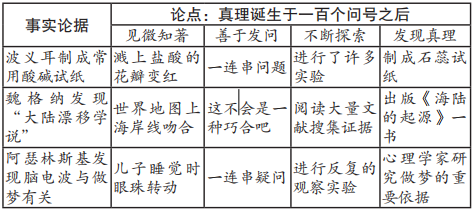 事实论据
论点：真理诞生于一百个问号之后
见微知著 善于发问 不断探索 发现真理
波义耳制成常
用酸碱试纸
溅上盐酸的
花瓣变红
一连串问题
进行了许多
实验
制成石蕊试
纸
魏格纳发现
“大陆漂移学
说”
世界地图上
海岸线吻合
这不会是一
种巧合吧
阅读大量文
献搜集证据
出版《海陆
的起源》一
书
阿瑟林斯基发
现脑电波与做
梦有关
儿子睡觉时
眼珠转动
一连串疑问
进行反复的
观察实验
心理学家研
究做梦的重
要依据